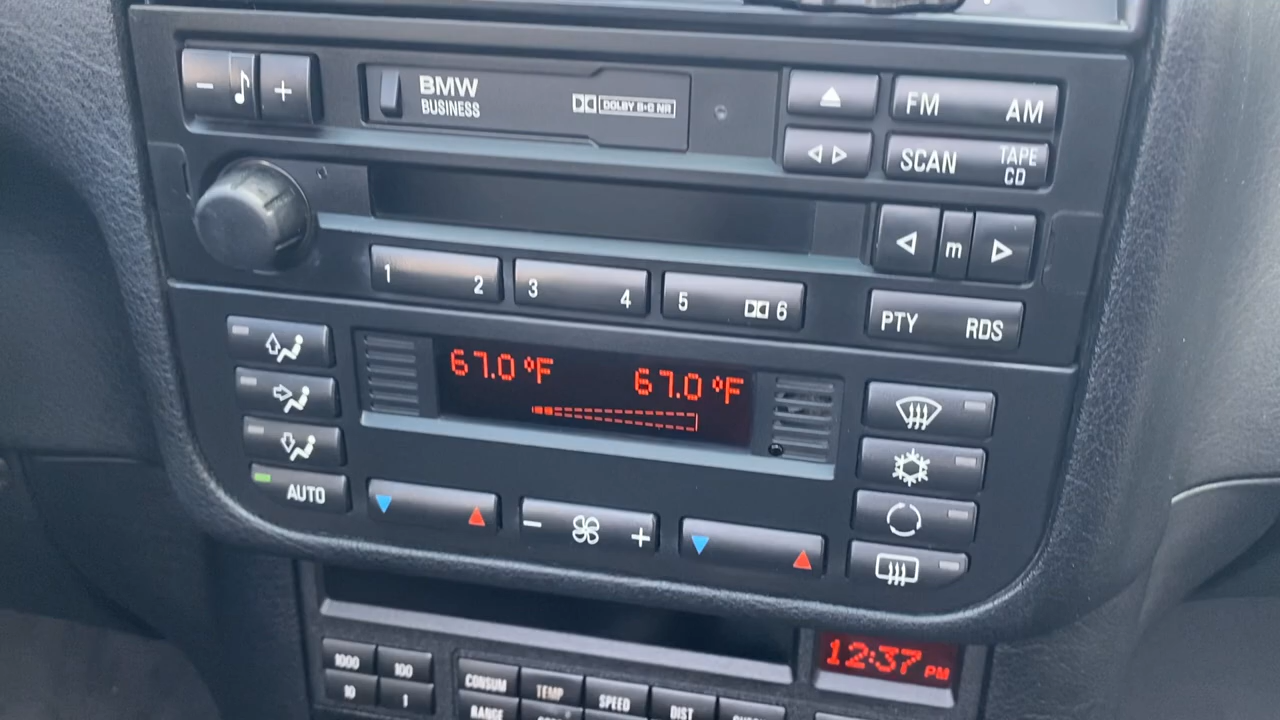 − +
BMW
BUSINESS
DOLBY B·C NR
FM AM
SCAN TAPE
CD
m
1 2 3 4 5 6
PTY RDS
67.0 °F 67.0 °F
AUTO
− +
12:37 PM
1000 100
10 1
CONSUM TEMP SPEED DIST
RANGE